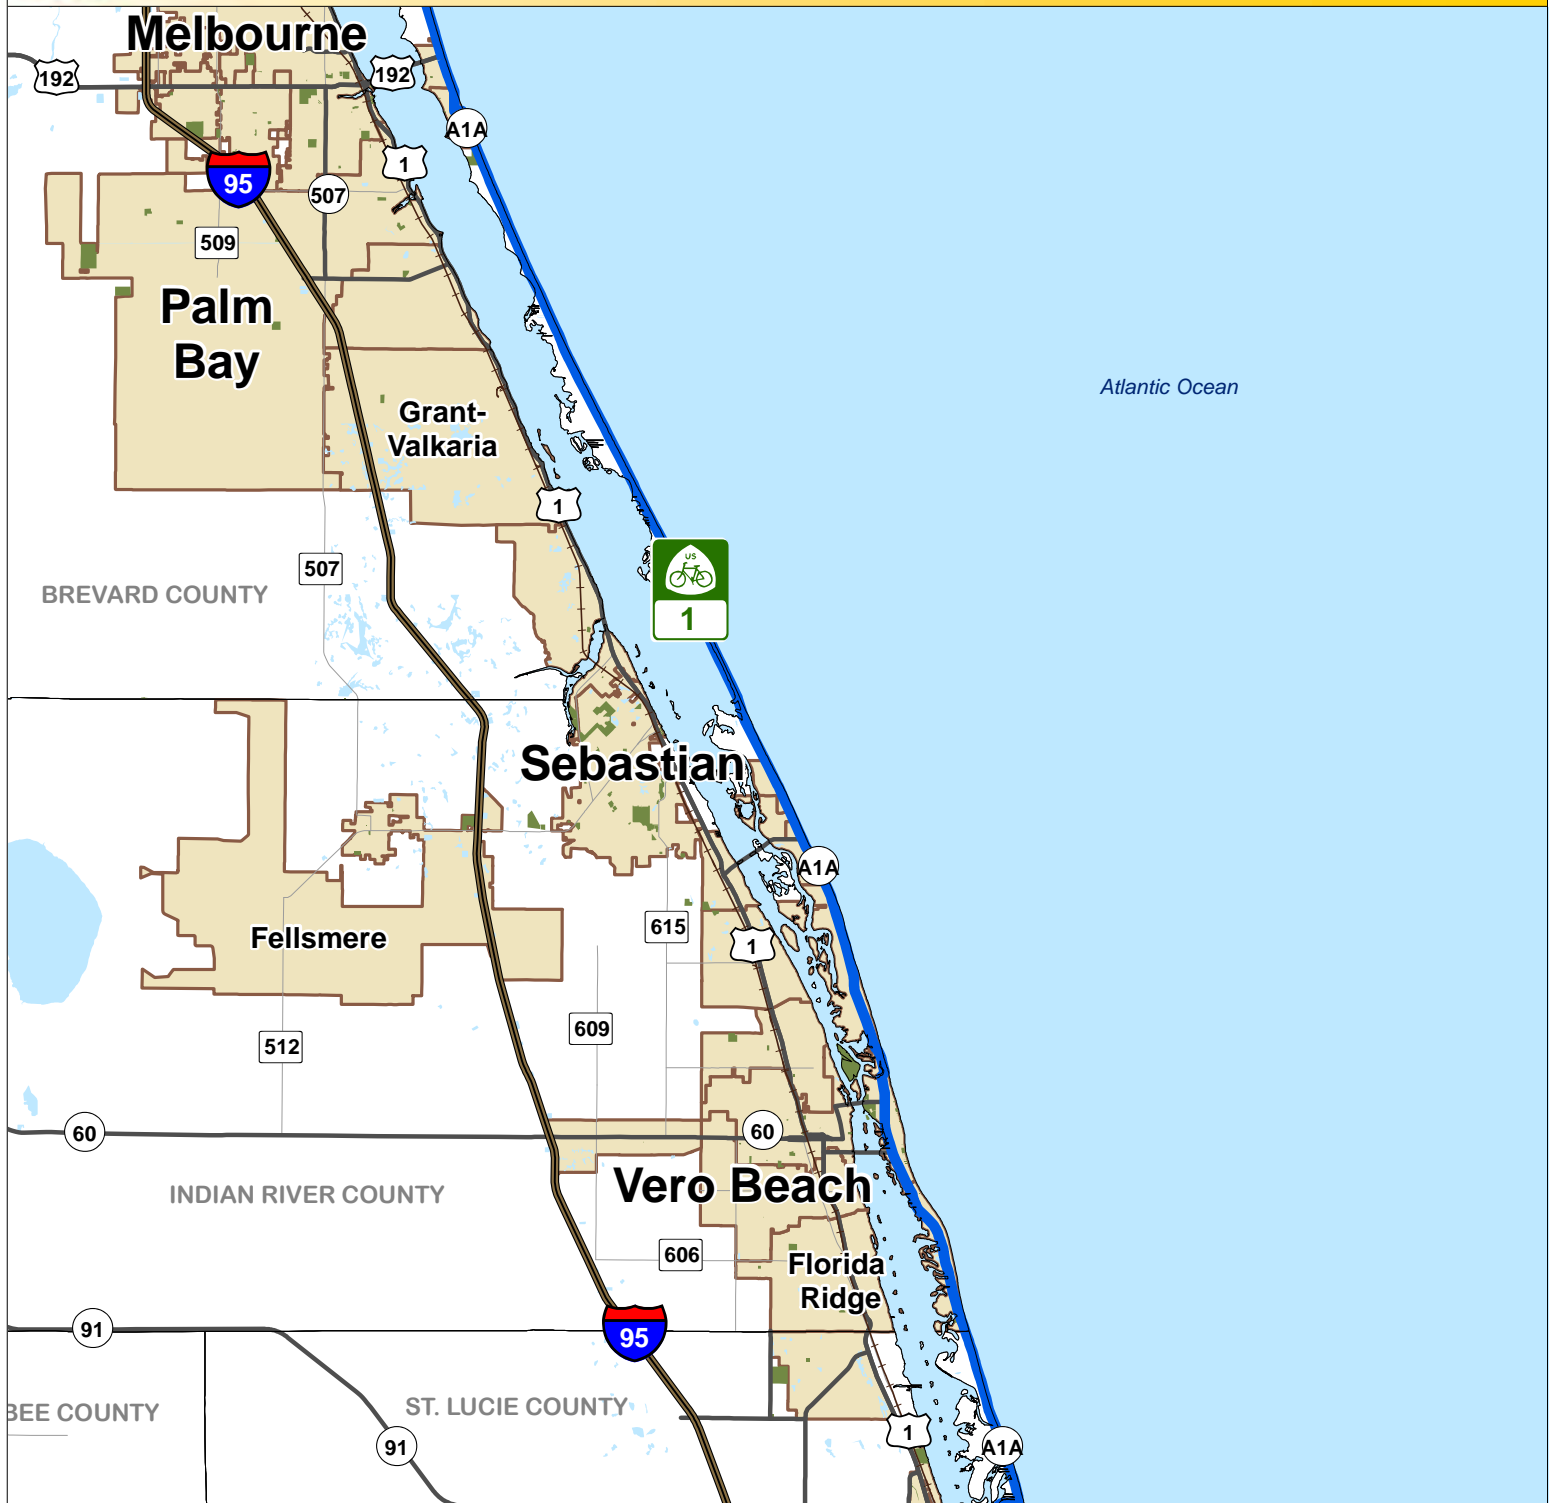 Melbourne
192
192
A1A
1
95
507
509
Palm
Bay
Atlantic Ocean
Grant-
Valkaria
1
US
1
507
BREVARD COUNTY
Sebastian
A1A
615
1
Fellsmere
609
512
60
60
Vero Beach
INDIAN RIVER COUNTY
606
Florida
Ridge
91
95
ST. LUCIE COUNTY
BEE COUNTY
1
91
A1A